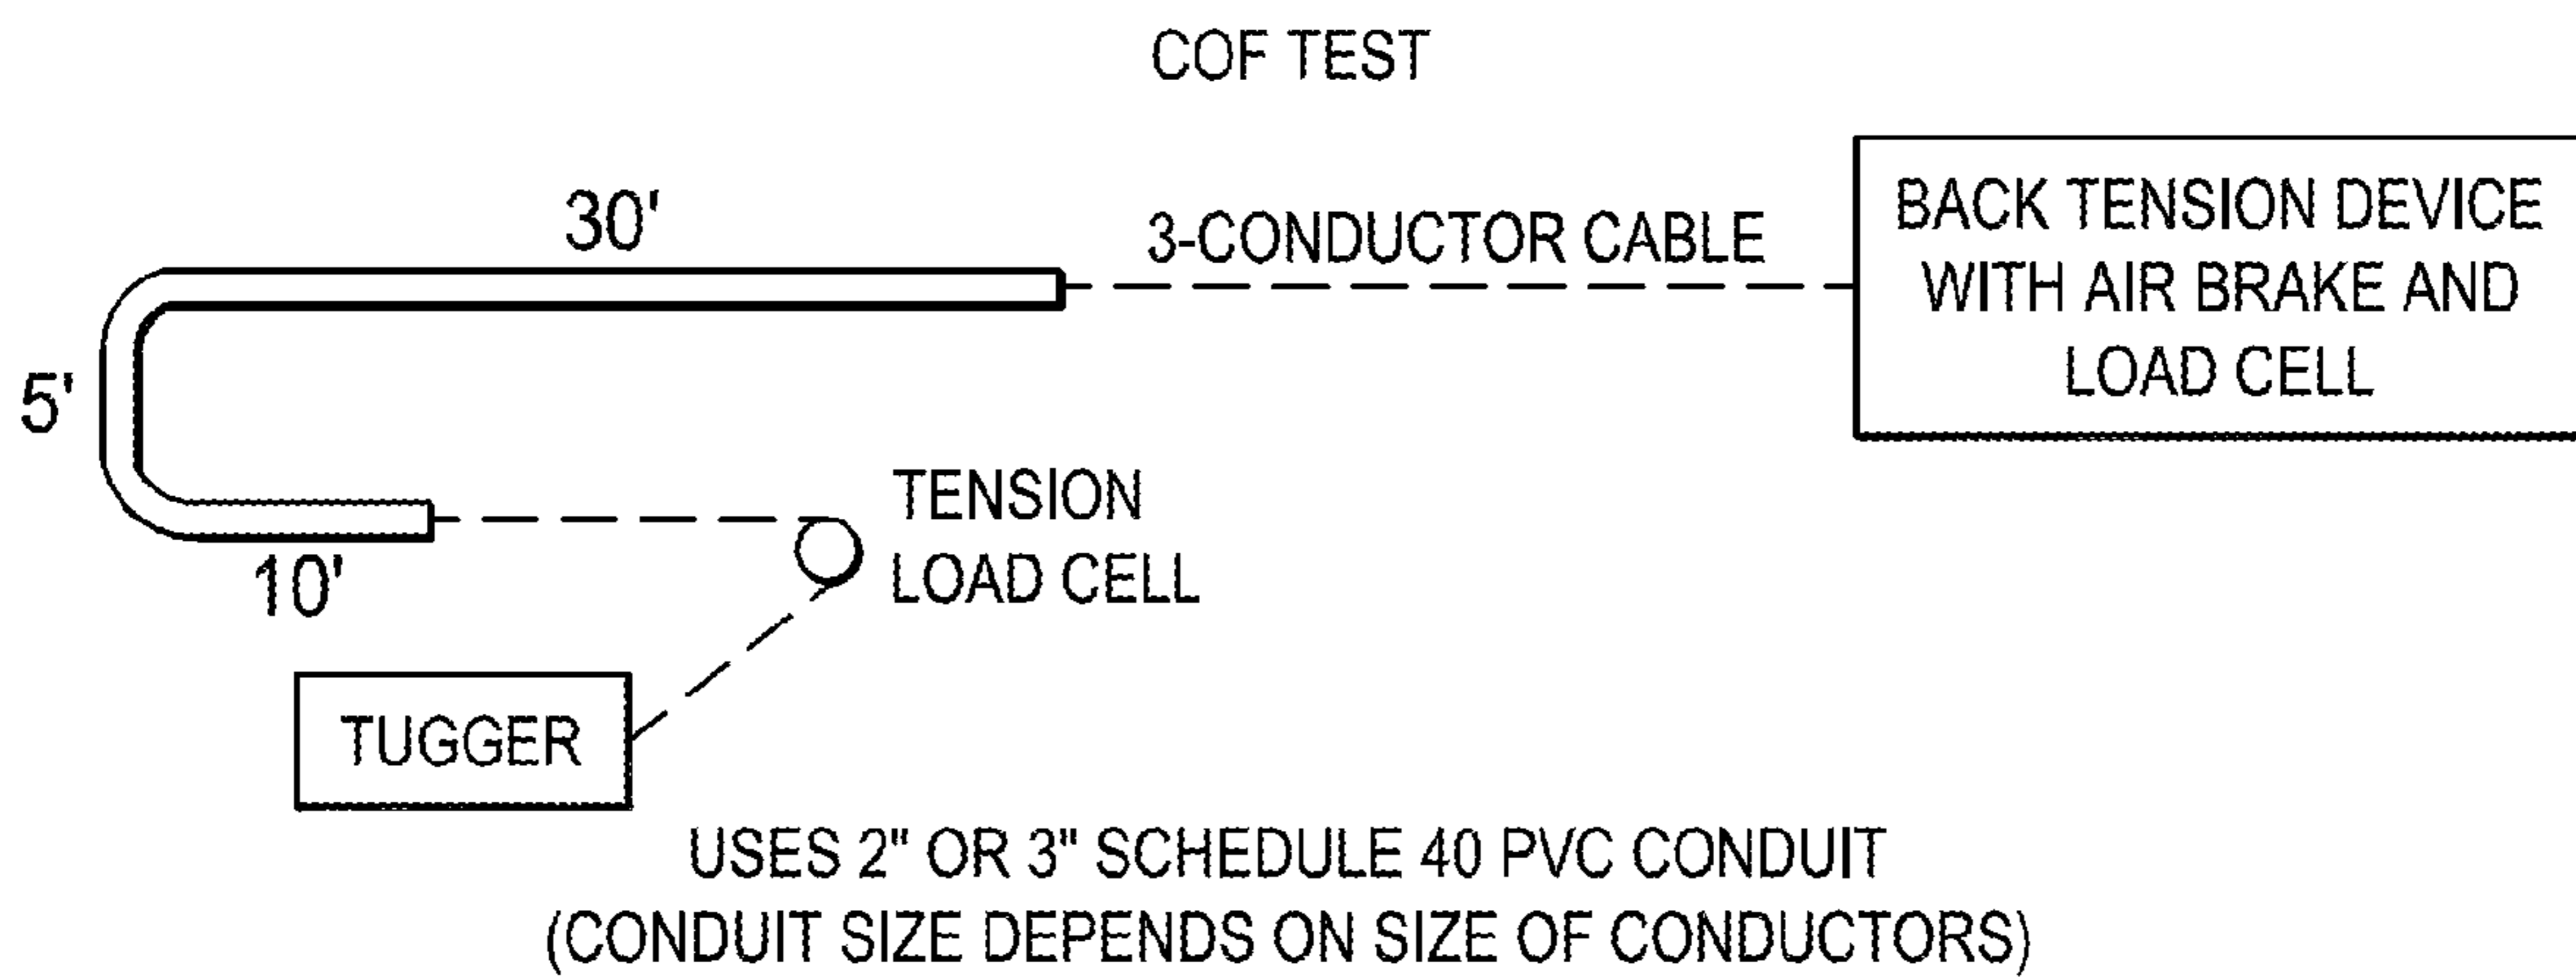 COF TEST
30'
3-CONDUCTOR CABLE
BACK TENSION DEVICE
WITH AIR BRAKE AND
LOAD CELL
5'
10'
TENSION
LOAD CELL
TUGGER
USES 2" OR 3" SCHEDULE 40 PVC CONDUIT
(CONDUIT SIZE DEPENDS ON SIZE OF CONDUCTORS)